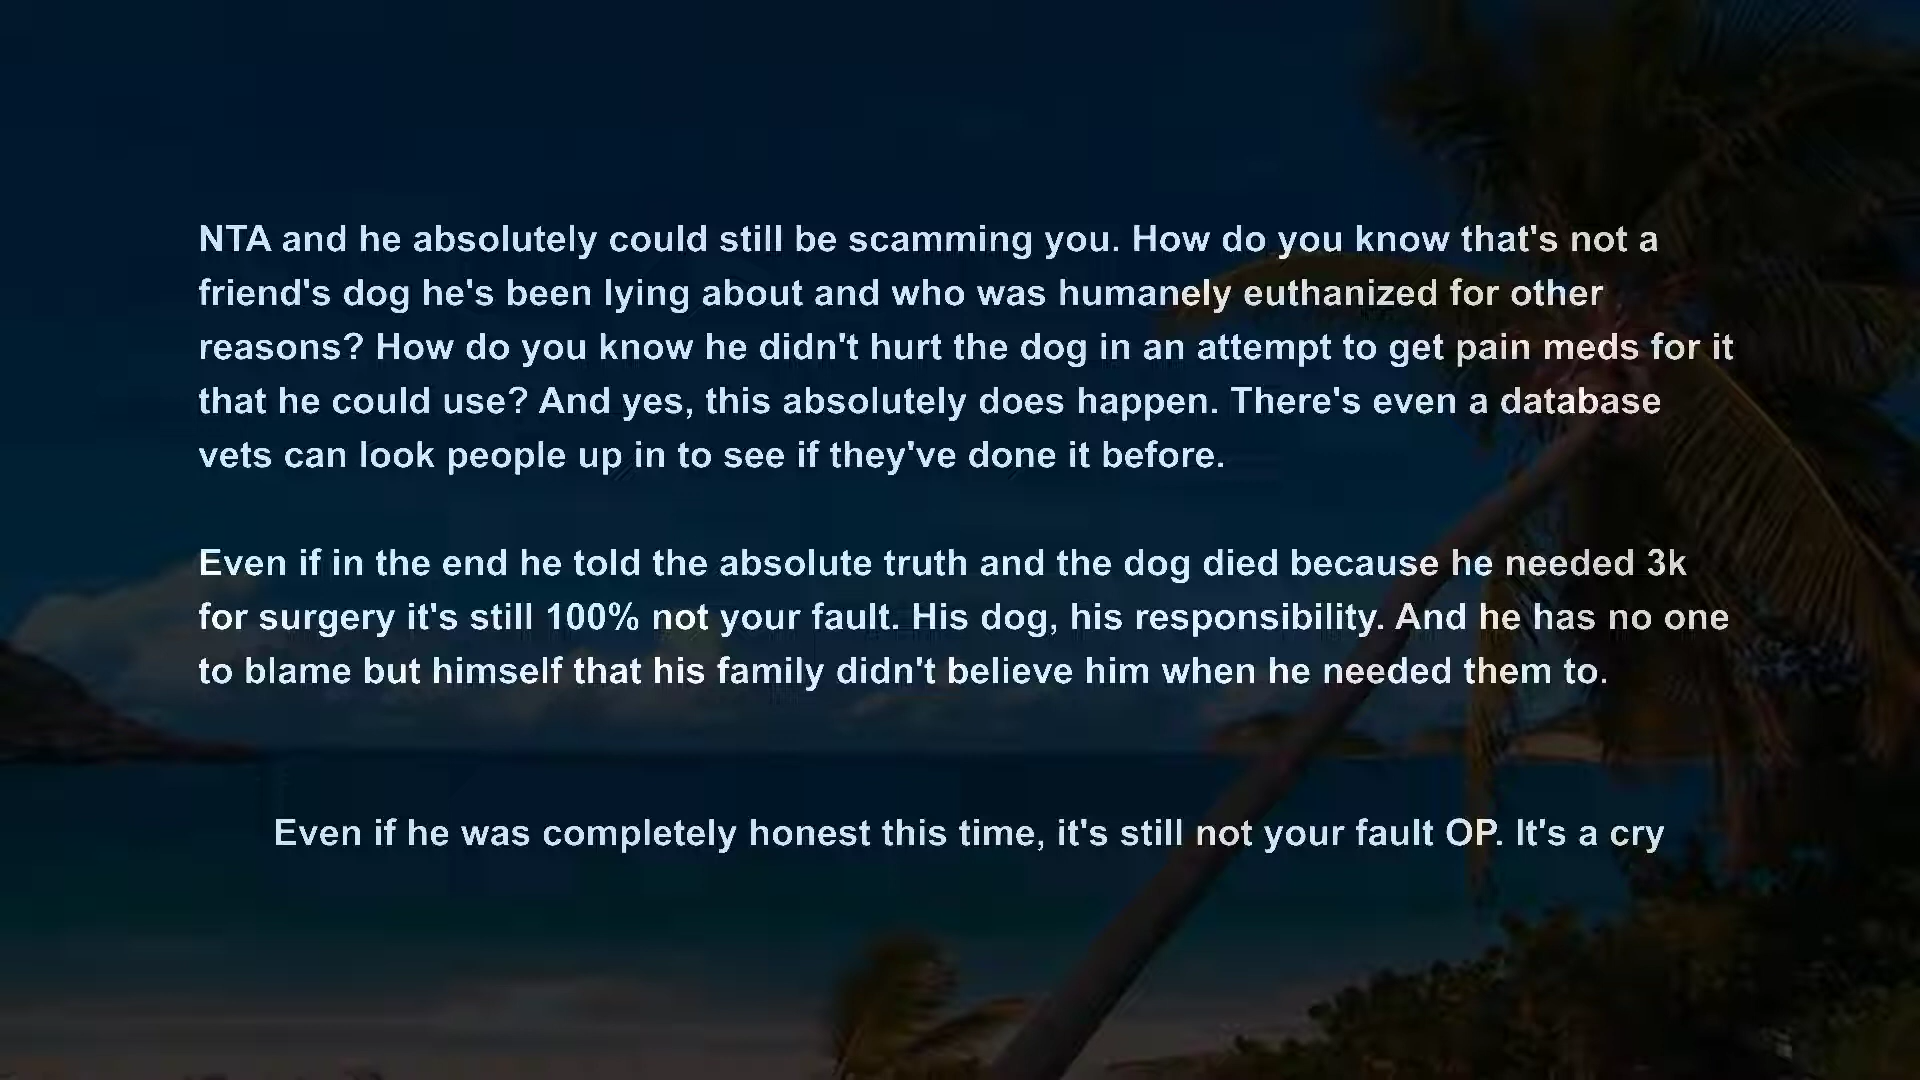 NTA and he absolutely could still be scamming you. How do you know that's not a
friend's dog he's been lying about and who was humanely euthanized for other
reasons? How do you know he didn't hurt the dog in an attempt to get pain meds for it
that he could use? And yes, this absolutely does happen. There's even a database
vets can look people up in to see if they've done it before.
Even if in the end he told the absolute truth and the dog died because he needed 3k
for surgery it's still 100% not your fault. His dog, his responsibility. And he has no one
to blame but himself that his family didn't believe him when he needed them to.
Even if he was completely honest this time, it's still not your fault OP. It's a cry